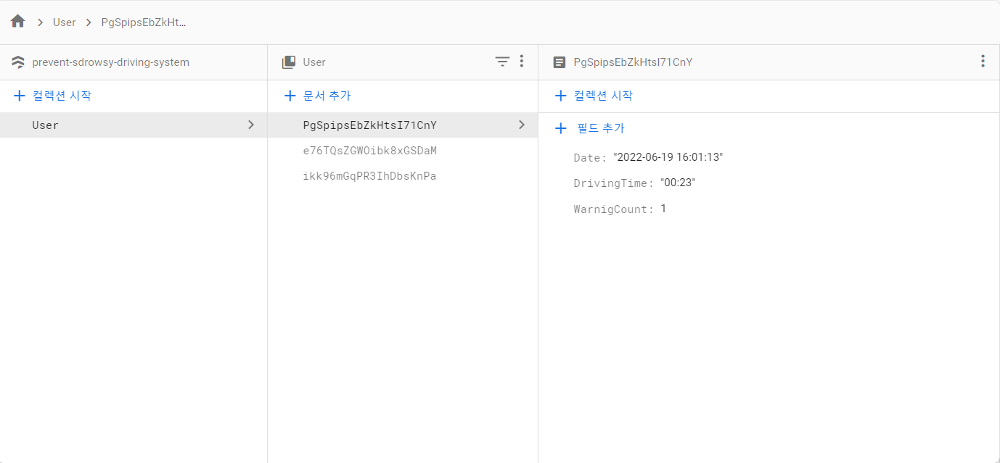 User
PgSpipsEbZkHt...
prevent-sdrowsy-driving-system
컬렉션 시작
User
User
문서 추가
PgSpipsEbZkHtsI71CnY
e76TQsZGWOibk8xGSDaM
ikk96mGqPR3IhDbsKnPa
PgSpipsEbZkHtsI71CnY
컬렉션 시작
필드 추가
Date: "2022-06-19 16:01:13"
DrivingTime: "00:23"
WarnigCount: 1